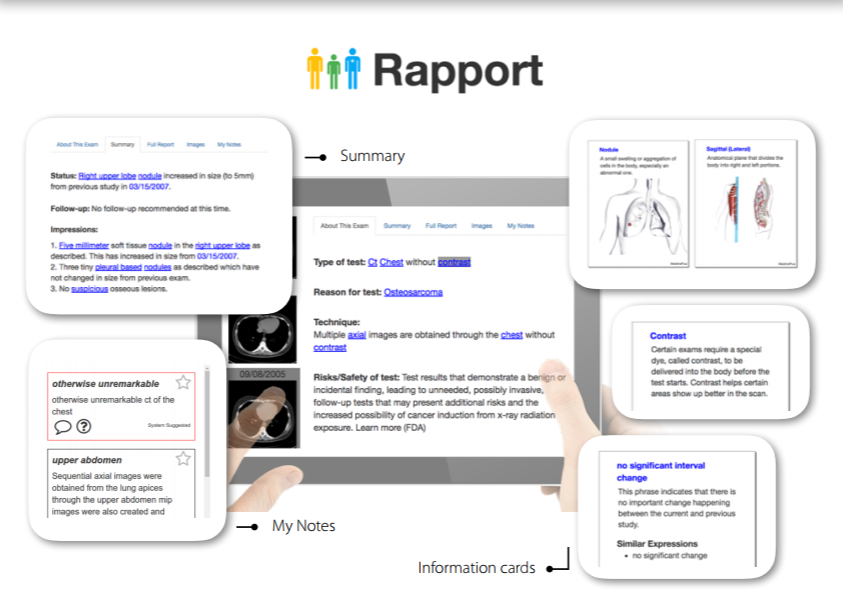 Rapport
About This Exam Summary Full Report Images My Notes
Status: Right upper lobe nodule increased in size (to 5mm)
from previous study in 03/15/2007.
Follow-up: No follow-up recommended at this time.
Impressions:
1. Five millimeter soft tissue nodule in the right upper lobe as
described. This has increased in size from 03/15/2007.
2. Three tiny pleural based nodules as described which have
not changed in size from previous exam.
3. No suspicious osseous lesions.
Summary
Nodule
A small swelling or aggregation of
cells in the body, especially an
abnormal one.
Sagittal (Lateral)
Anatomical plane that divides the
body into right and left portions.
About This Exam Summary Full Report Images My Notes
Type of test: Ct Chest without contrast
Reason for test: Osteosarcoma
Technique:
Multiple axial images are obtained through the chest without
contrast
09/08/2005
Risks/Safety of test: Test results that demonstrate a benign or
incidental finding, leading to unneeded, possibly invasive,
follow-up tests that may present additional risks and the
increased possibility of cancer induction from x-ray radiation
exposure. Learn more (FDA)
Contrast
Certain exams require a special
dye, called contrast, to be
delivered into the body before the
test starts. Contrast helps certain
areas show up better in the scan.
otherwise unremarkable
otherwise unremarkable ct of the
chest
System Suggested
upper abdomen
Sequential axial images were
obtained from the lung apices
through the upper abdomen mip
images were also created and
My Notes
no significant interval
change
This phrase indicates that there is
no important change happening
between the current and previous
study.
Similar Expressions
• no significant change
Information cards